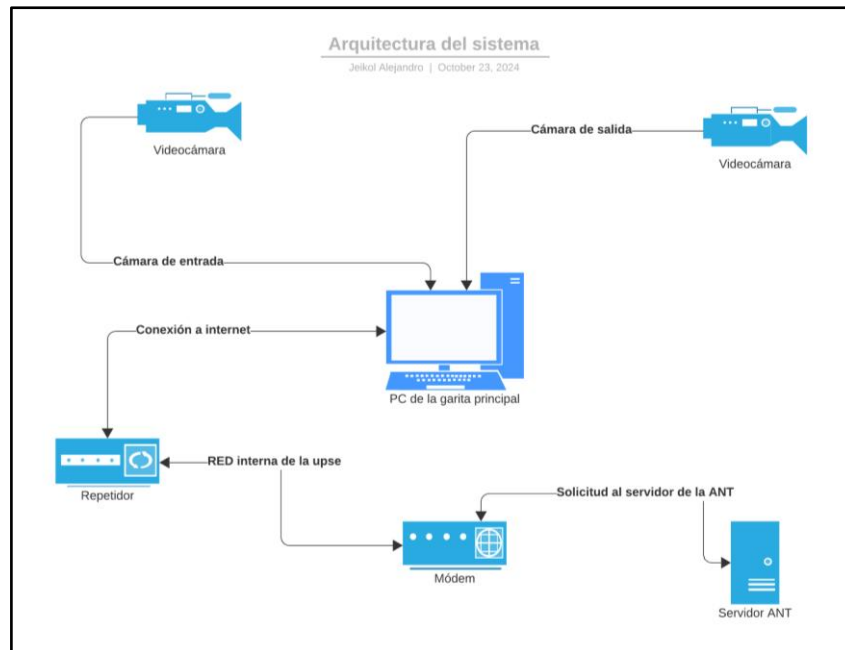 Arquitectura del sistema
Jeikol Alejandro | October 23, 2024
Videocámara
Cámara de salida
Videocámara
Cámara de entrada
Conexión a internet
PC de la garita principal
RED interna de la upse
Repetidor
Solicitud al servidor de la ANT
Módem
Servidor ANT